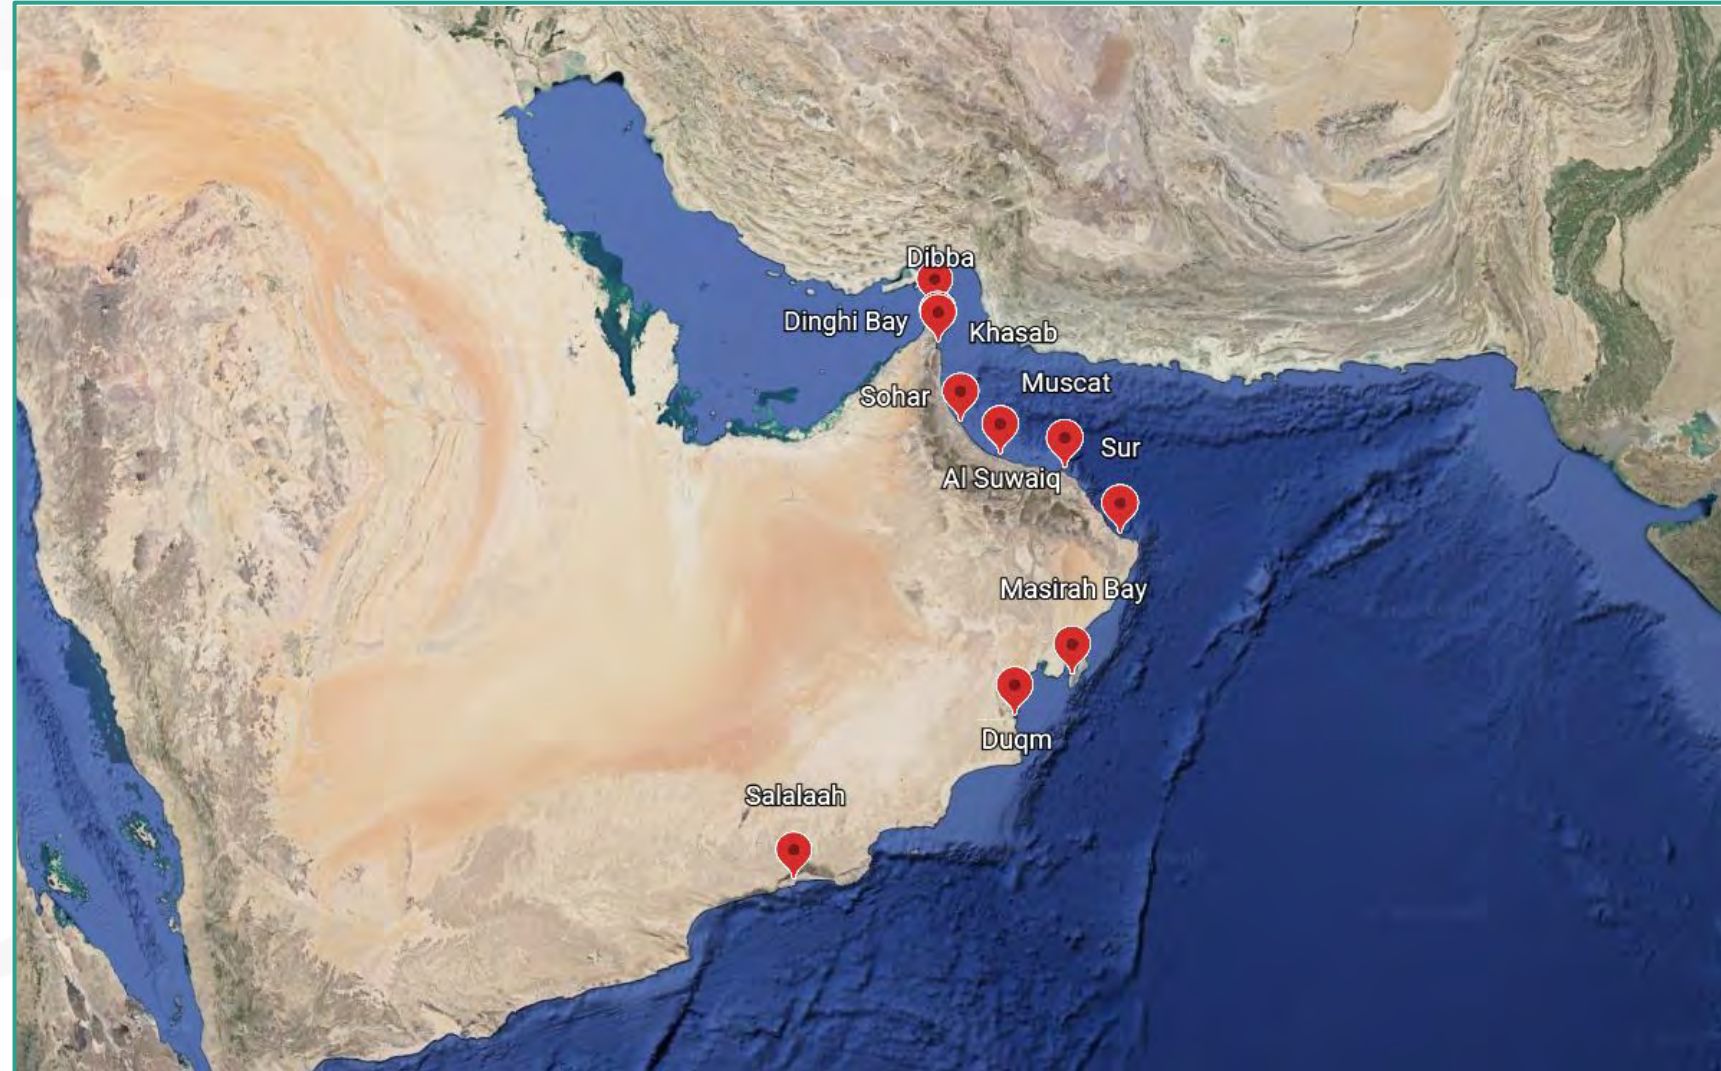 Dibba
Dinghi Bay
Khasab
Muscat
Sohar
Sur
Al Suwaiq
Masirah Bay
Duqm
Salalaah